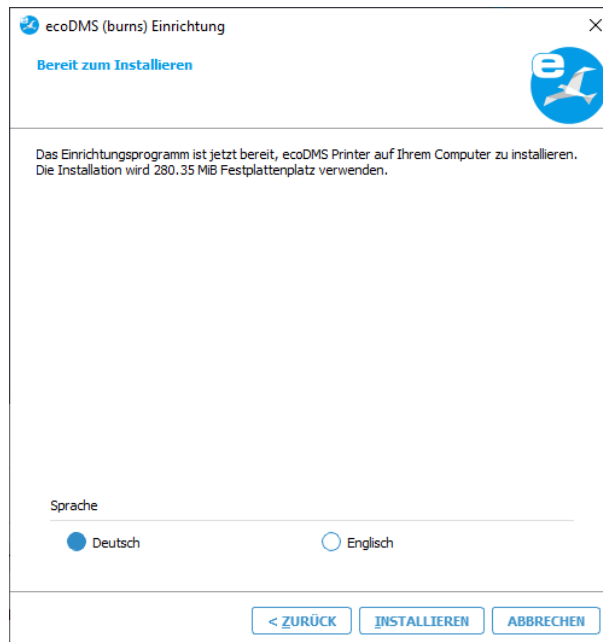 ecoDMS (burns) Einrichtung
Bereit zum Installieren
e
Das Einrichtungsprogramm ist jetzt bereit, ecoDMS Printer auf Ihrem Computer zu installieren.
Die Installation wird 280.35 MiB Festplattenplatz verwenden.
Sprache
Deutsch
Englisch
< ZURÜCK
INSTALLIEREN
ABBRECHEN